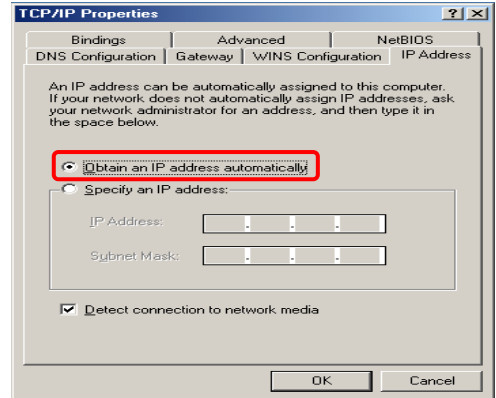 TCP/IP Properties
Bindings Advanced NetBIOS
DNS Configuration Gateway WINS Configuration IP Address
An IP address can be automatically assigned to this computer.
If your network does not automatically assign IP addresses, ask
your network administrator for an address, and then type it in
the space below.
Obtain an IP address automatically
Specify an IP address:
IP Address:
Subnet Mask:
Detect connection to network media
OK Cancel